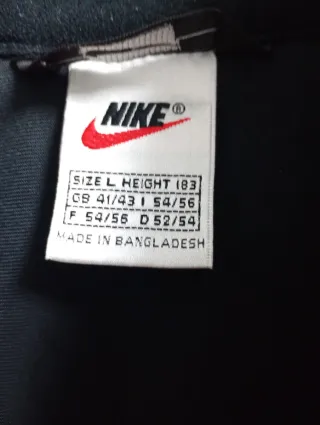 NIKE®
SIZE L HEIGHT 183
GB 41/43 I 54/56
F 54/56 D 52/54
MADE IN BANGLADESH